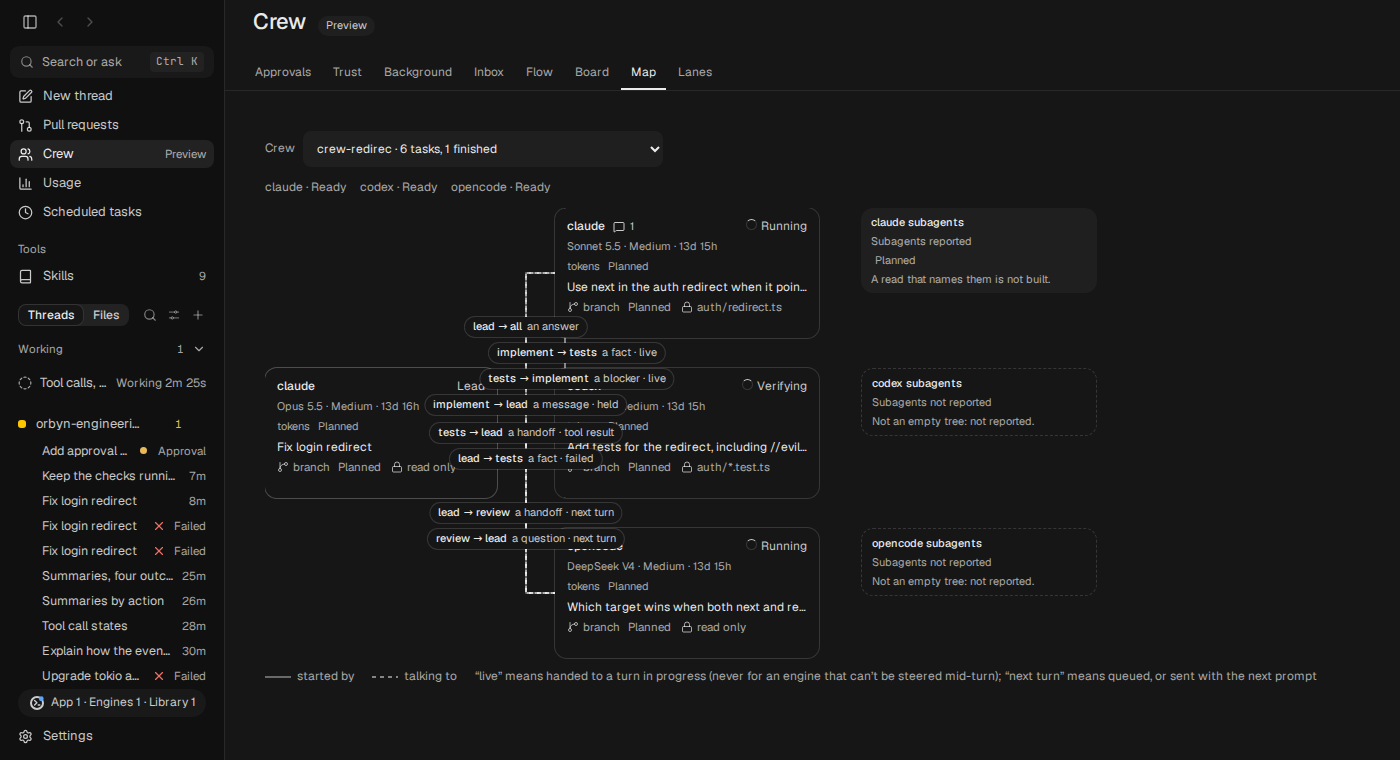 Search or ask Ctrl K
New thread
Pull requests
Crew Preview
Usage
Scheduled tasks
Tools
Skills 9
Threads Files
Working 1
Tool calls, ... Working 2m 25s
orbyn-engineeri... 1
Add approval ... Approval
Keep the checks runni... 7m
Fix login redirect 8m
Fix login redirect Failed
Fix login redirect Failed
Summaries, four outc... 25m
Summaries by action 26m
Tool call states 28m
Explain how the even... 30m
Upgrade tokio a... Failed
App 1 · Engines 1 · Library 1
Settings
Crew Preview
Approvals Trust Background Inbox Flow Board Map Lanes
Crew crew-redirec · 6 tasks, 1 finished
claude · Ready codex · Ready opencode · Ready
claude 1 Running
Sonnet 5.5 · Medium · 13d 15h
tokens Planned
Use next in the auth redirect when it poin...
branch Planned auth/redirect.ts
claude subagents
Subagents reported
Planned
A read that names them is not built.
lead → all an answer
implement → tests a fact · live
tests → implement a blocker · live
implement → lead a message · held
tests → lead a handoff · tool result
lead → tests a fact · failed
lead → review a handoff · next turn
review → lead a question · next turn
claude Lead
Opus 5.5 · Medium · 13d 16h
tokens Planned
Fix login redirect
branch Planned read only
Verifying
edium · 13d 15h
Add tests for the redirect, including //evil...
branch Planned auth/*.test.ts
codex subagents
Subagents not reported
Not an empty tree: not reported.
Running
DeepSeek V4 · Medium · 13d 15h
tokens Planned
Which target wins when both next and re...
branch Planned read only
opencode subagents
Subagents not reported
Not an empty tree: not reported.
started by talking to “live” means handed to a turn in progress (never for an engine that can’t be steered mid-turn); “next turn” means queued, or sent with the next prompt